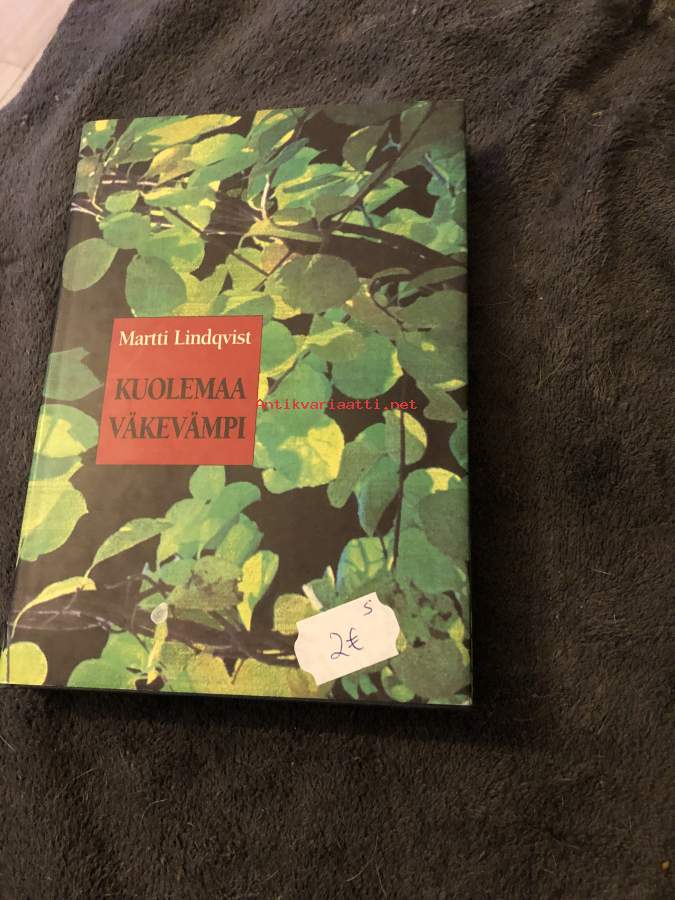 Martti Lindqvist
KUOLEMAA
VÄKEVÄMPI
Antikvariaatti.net
S
2€